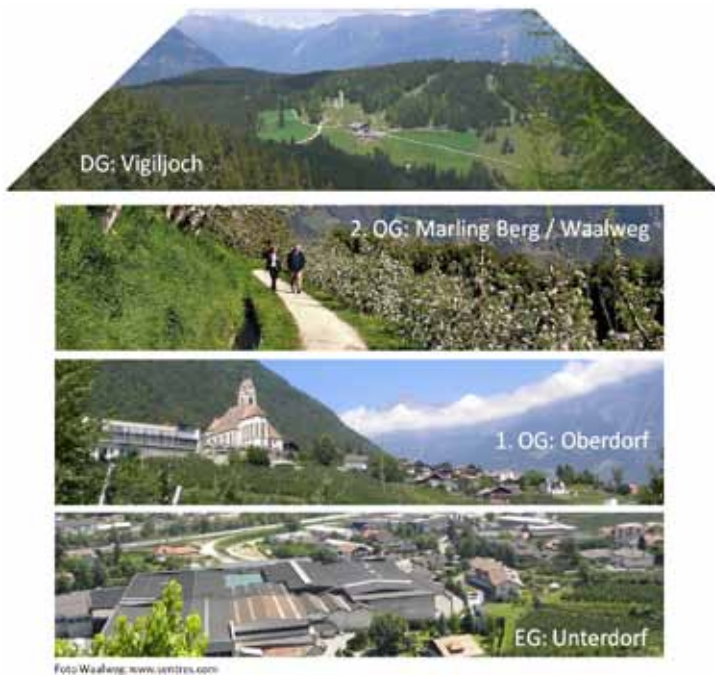 DG: Vigiljoch
2. OG: Marling Berg / Waalweg
1. OG: Oberdorf
EG: Unterdorf
Foto Waalweg: www.sentres.com